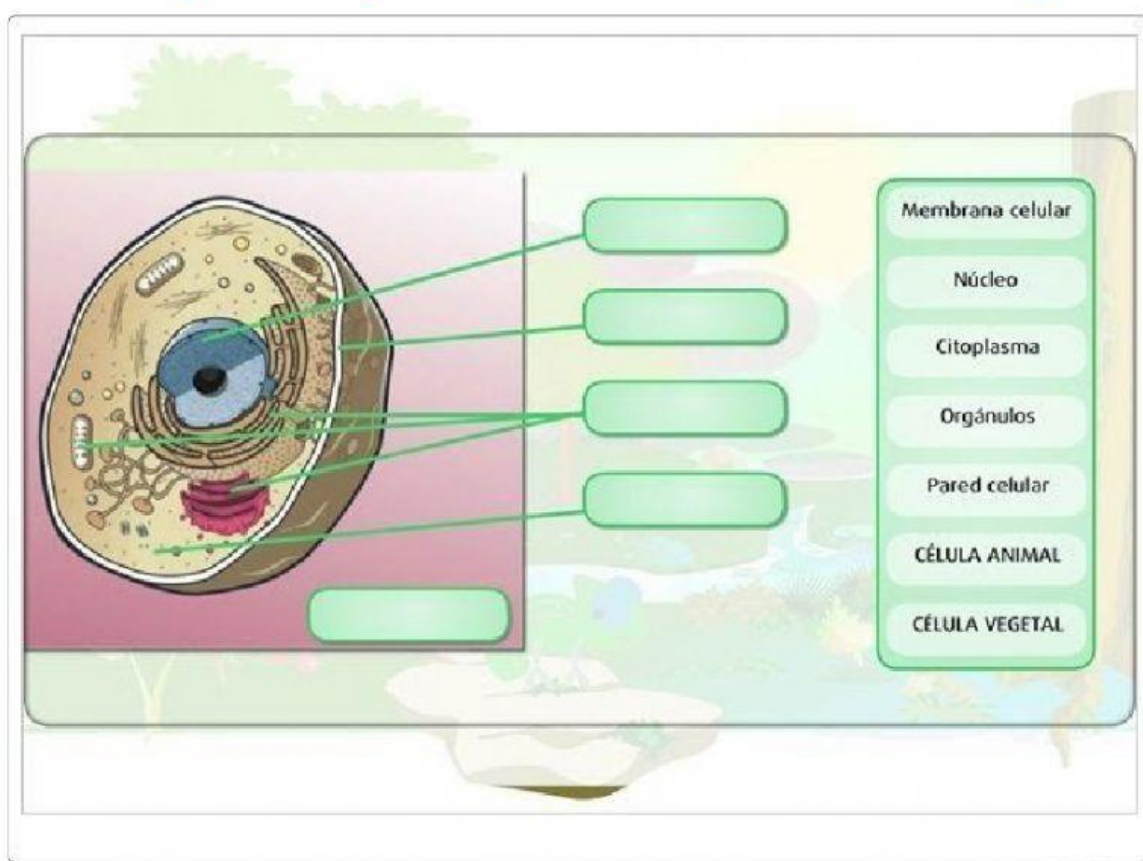 Membrana celular
Núcleo
Citoplasma
Orgánulos
Pared celular
CÉLULA ANIMAL
CÉLULA VEGETAL